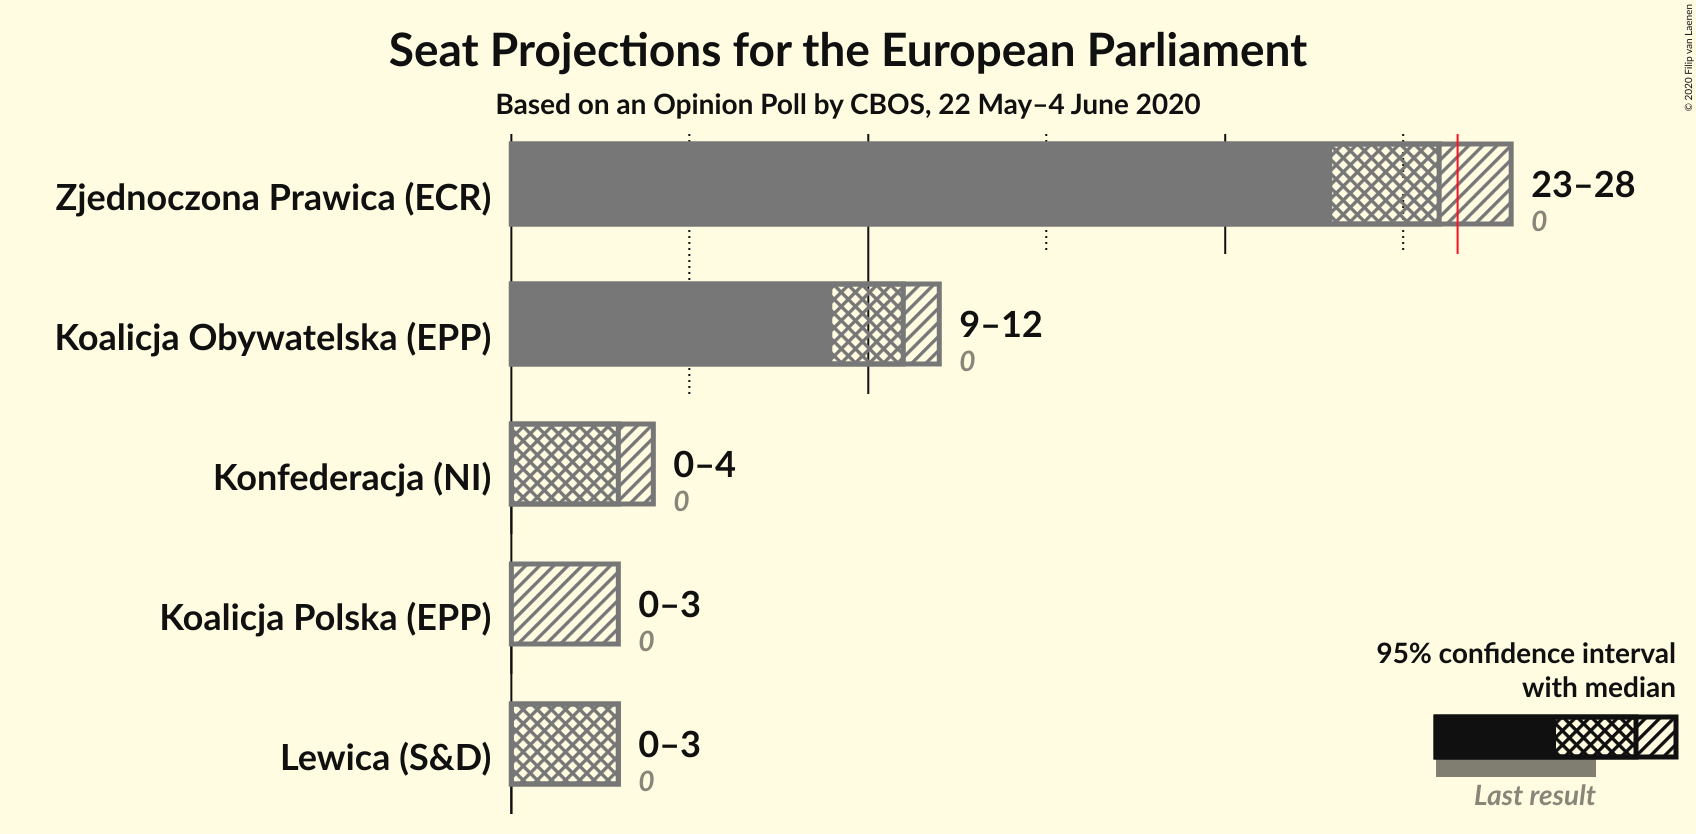 Seat Projections for the European Parliament
Based on an Opinion Poll by CBOS, 22 May–4 June 2020
© 2020 Filip van Laenen
Zjednoczona Prawica (ECR)
23–28
0
Koalicja Obywatelska (EPP)
9–12
0
Konfederacja (NI)
0–4
0
Koalicja Polska (EPP)
0–3
0
Lewica (S&D)
0–3
0
95% confidence interval
with median
Last result